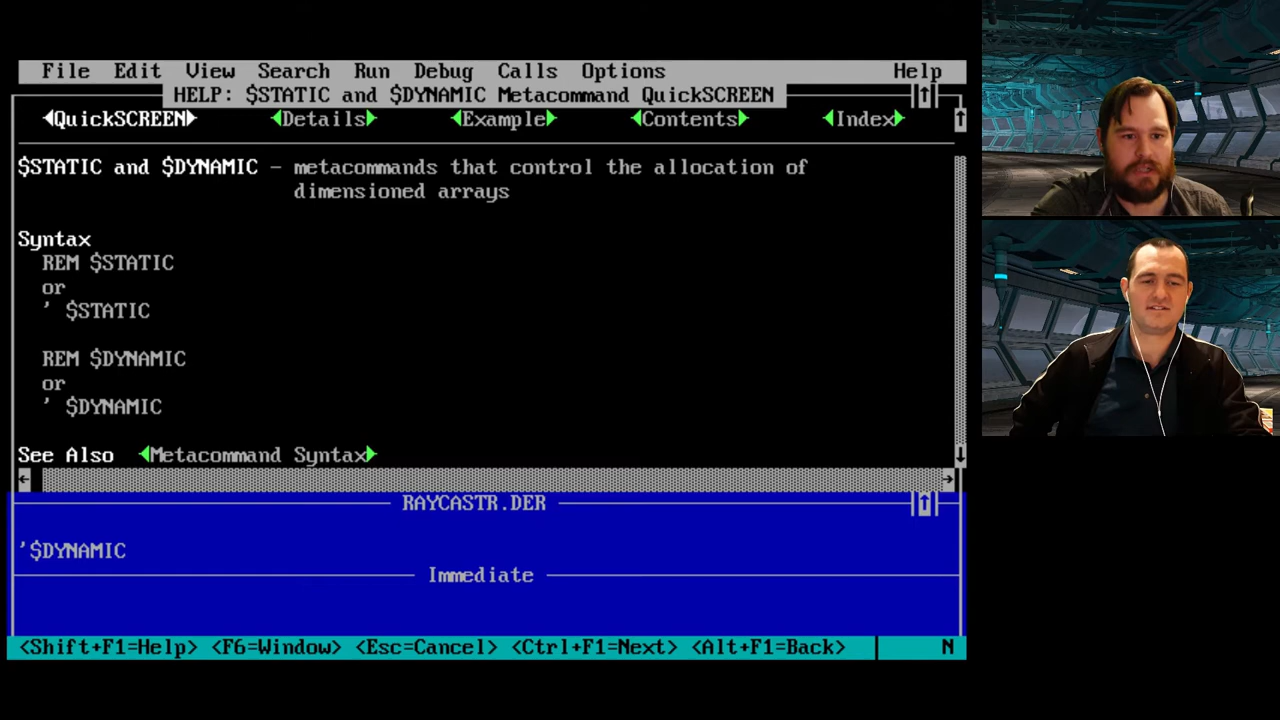 File Edit View Search Run Debug Calls Options Help
HELP: $STATIC and $DYNAMIC Metacommand QuickSCREEN
QuickSCREEN Details Example Contents Index
$STATIC and $DYNAMIC - metacommands that control the allocation of
dimensioned arrays
Syntax
REM $STATIC
or
' $STATIC
REM $DYNAMIC
or
' $DYNAMIC
See Also Metacommand Syntax
RAYCASTR.DER
'$DYNAMIC
Immediate
<Shift+F1=Help> <F6=Window> <Esc=Cancel> <Ctrl+F1=Next> <Alt+F1=Back> N